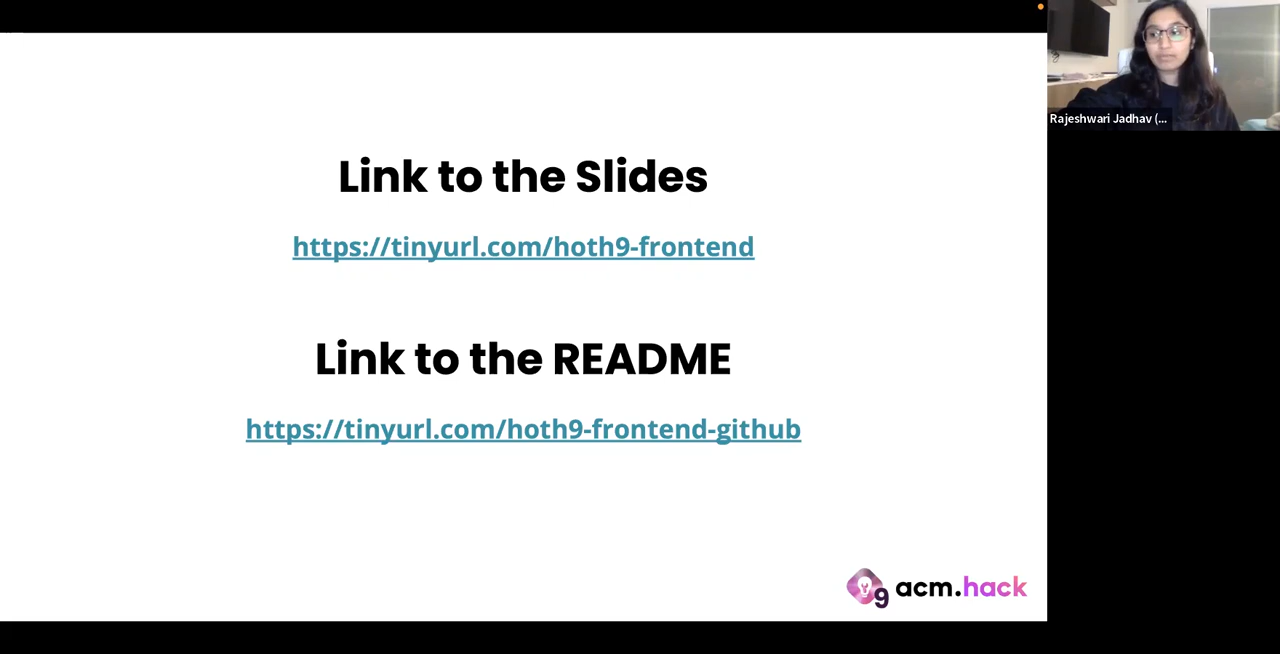 Link to the Slides
https://tinyurl.com/hoth9-frontend
Link to the README
https://tinyurl.com/hoth9-frontend-github
9 acm.hack
Rajeshwari Jadhav (...